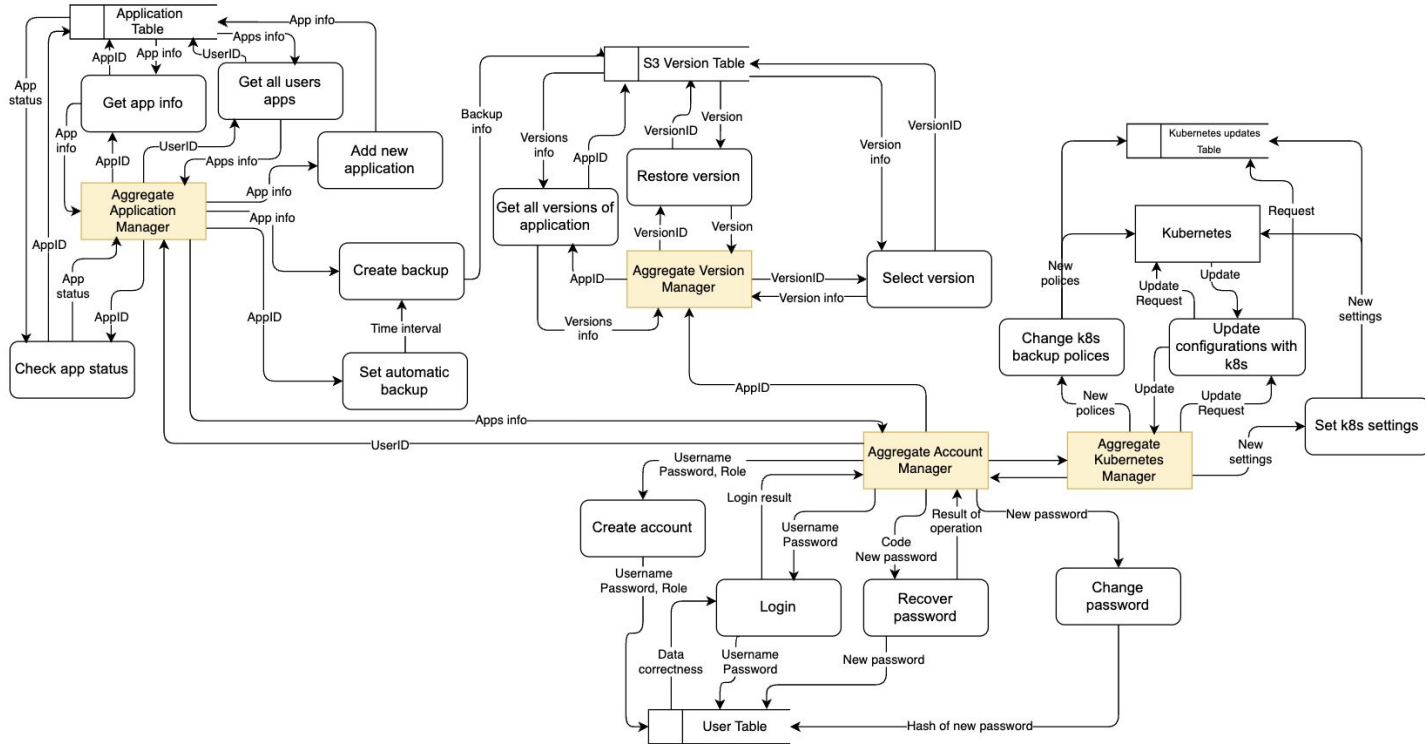 Application
Table
App info
Apps info
UserID
AppID
App info
App
status
Get app info
Get all users
apps
App
info
AppID
UserID
Apps info
Add new
application
App info
App info
Aggregate
Application
Manager
AppID
App
status
AppID
AppID
Check app status
Create backup
Time interval
Set automatic
backup
Backup
info
S3 Version Table
Versions
info
AppID
VersionID
Version
Version
info
VersionID
Restore version
Get all versions of
application
VersionID
Version
AppID
Aggregate Version
Manager
VersionID
Version info
Select version
Versions
info
AppID
Kubernetes updates
Table
Request
Kubernetes
New
polices
Update
Update
Request
New
settings
Change k8s
backup polices
Update
configurations with
k8s
New
polices
Update
Update
Request
Set k8s settings
New
settings
Apps info
UserID
Aggregate Account
Manager
Aggregate
Kubernetes
Manager
Username
Password, Role
Login result
Username
Password
Code
New password
Result of
operation
New password
Create account
Username
Password, Role
Login
Recover
password
Change
password
Data
correctness
Username
Password
New password
User Table
Hash of new password